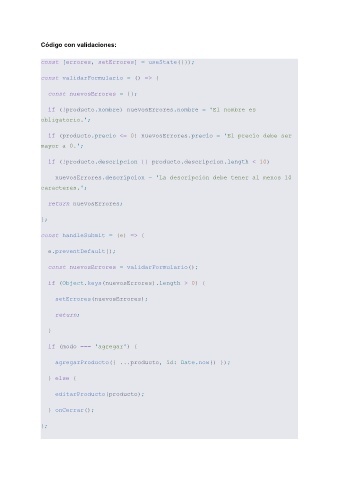 Código con validaciones:
const [errores, setErrores] = useState({});
const validarFormulario = () => {
const nuevosErrores = {};
if (!producto.nombre) nuevosErrores.nombre = 'El nombre es
obligatorio.';
if (producto.precio <= 0) nuevosErrores.precio = 'El precio debe ser
mayor a 0.';
if (!producto.descripcion || producto.descripcion.length < 10)
nuevosErrores.descripcion = 'La descripción debe tener al menos 10
caracteres.';
return nuevosErrores;
};
const handleSubmit = (e) => {
e.preventDefault();
const nuevosErrores = validarFormulario();
if (Object.keys(nuevosErrores).length > 0) {
setErrores(nuevosErrores);
return;
}
if (modo === 'agregar') {
agregarProducto({ ...producto, id: Date.now() });
} else {
editarProducto(producto);
} onCerrar();
};